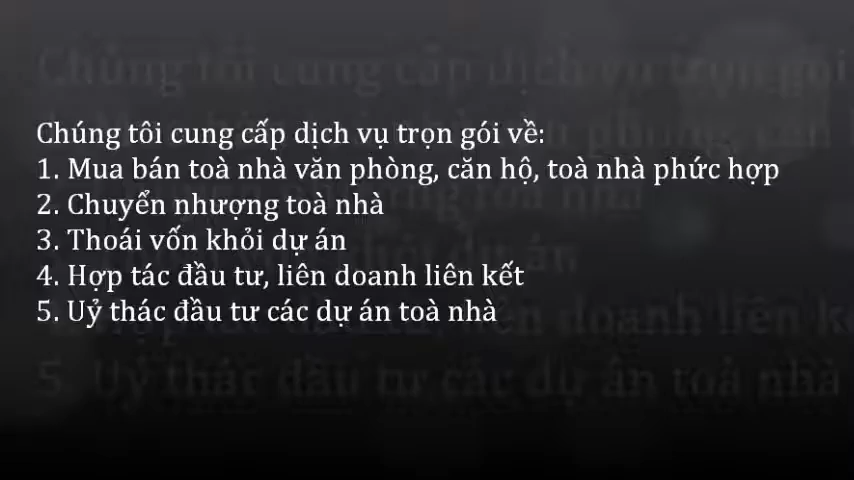 Chúng tôi cung cấp dịch vụ trọn gói về:
1. Mua bán toà nhà văn phòng, căn hộ, toà nhà phức hợp
2. Chuyển nhượng toà nhà
3. Thoái vốn khỏi dự án
4. Hợp tác đầu tư, liên doanh liên kết
5. Uỷ thác đầu tư các dự án toà nhà